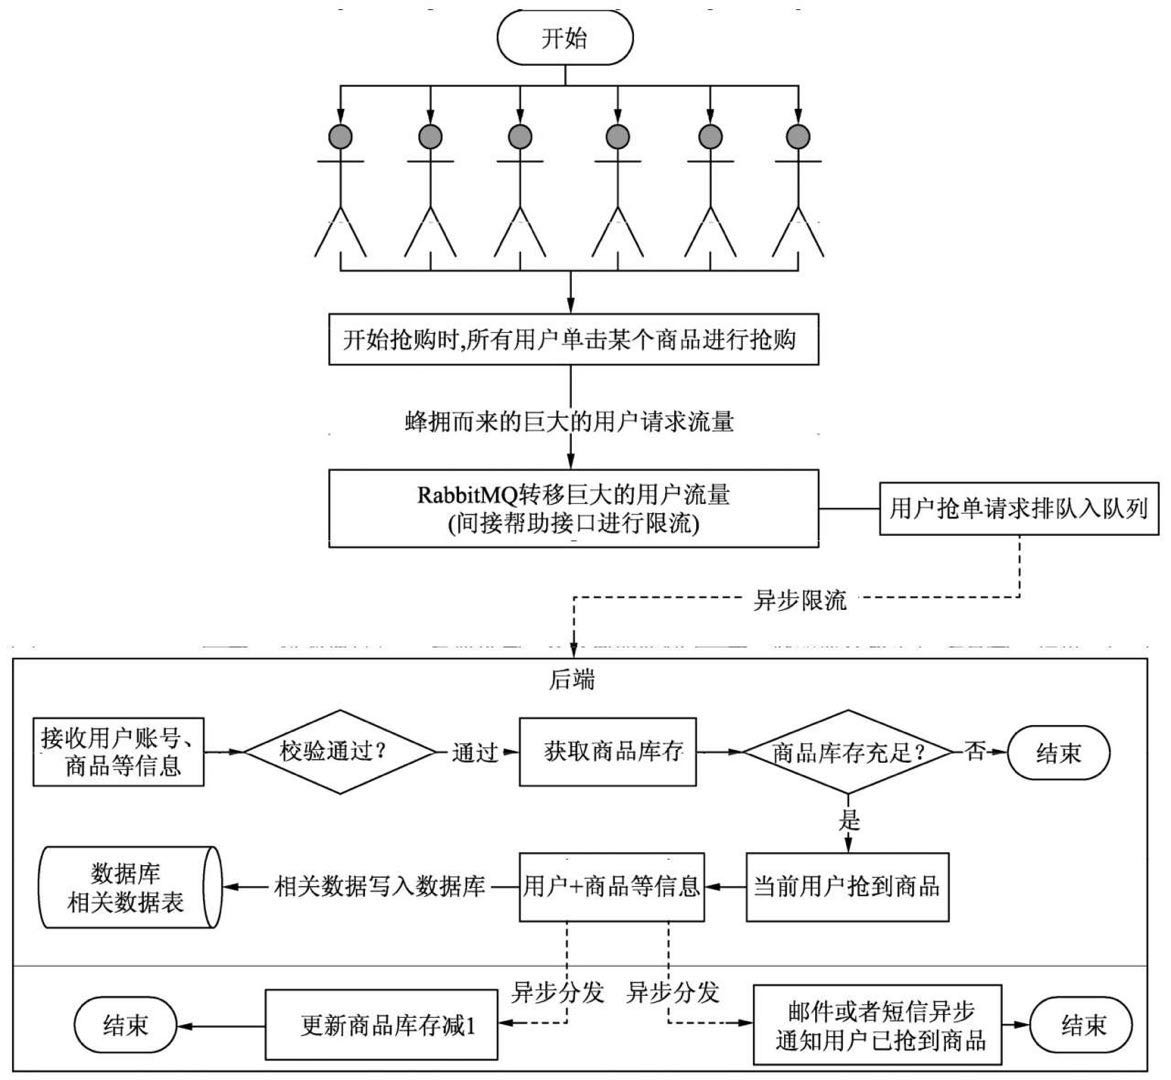 开始
开始抢购时,所有用户单击某个商品进行抢购
蜂拥而来的巨大的用户请求流量
RabbitMQ转移巨大的用户流量
(间接帮助接口进行限流)
用户抢单请求排队入队列
异步限流
后端
接收用户账号、
商品等信息
校验通过?
通过
获取商品库存
商品库存充足?
否
结束
是
数据库
相关数据表
相关数据写入数据库
用户+商品等信息
当前用户抢到商品
异步分发
异步分发
结束
更新商品库存减1
邮件或者短信异步
通知用户已抢到商品
结束